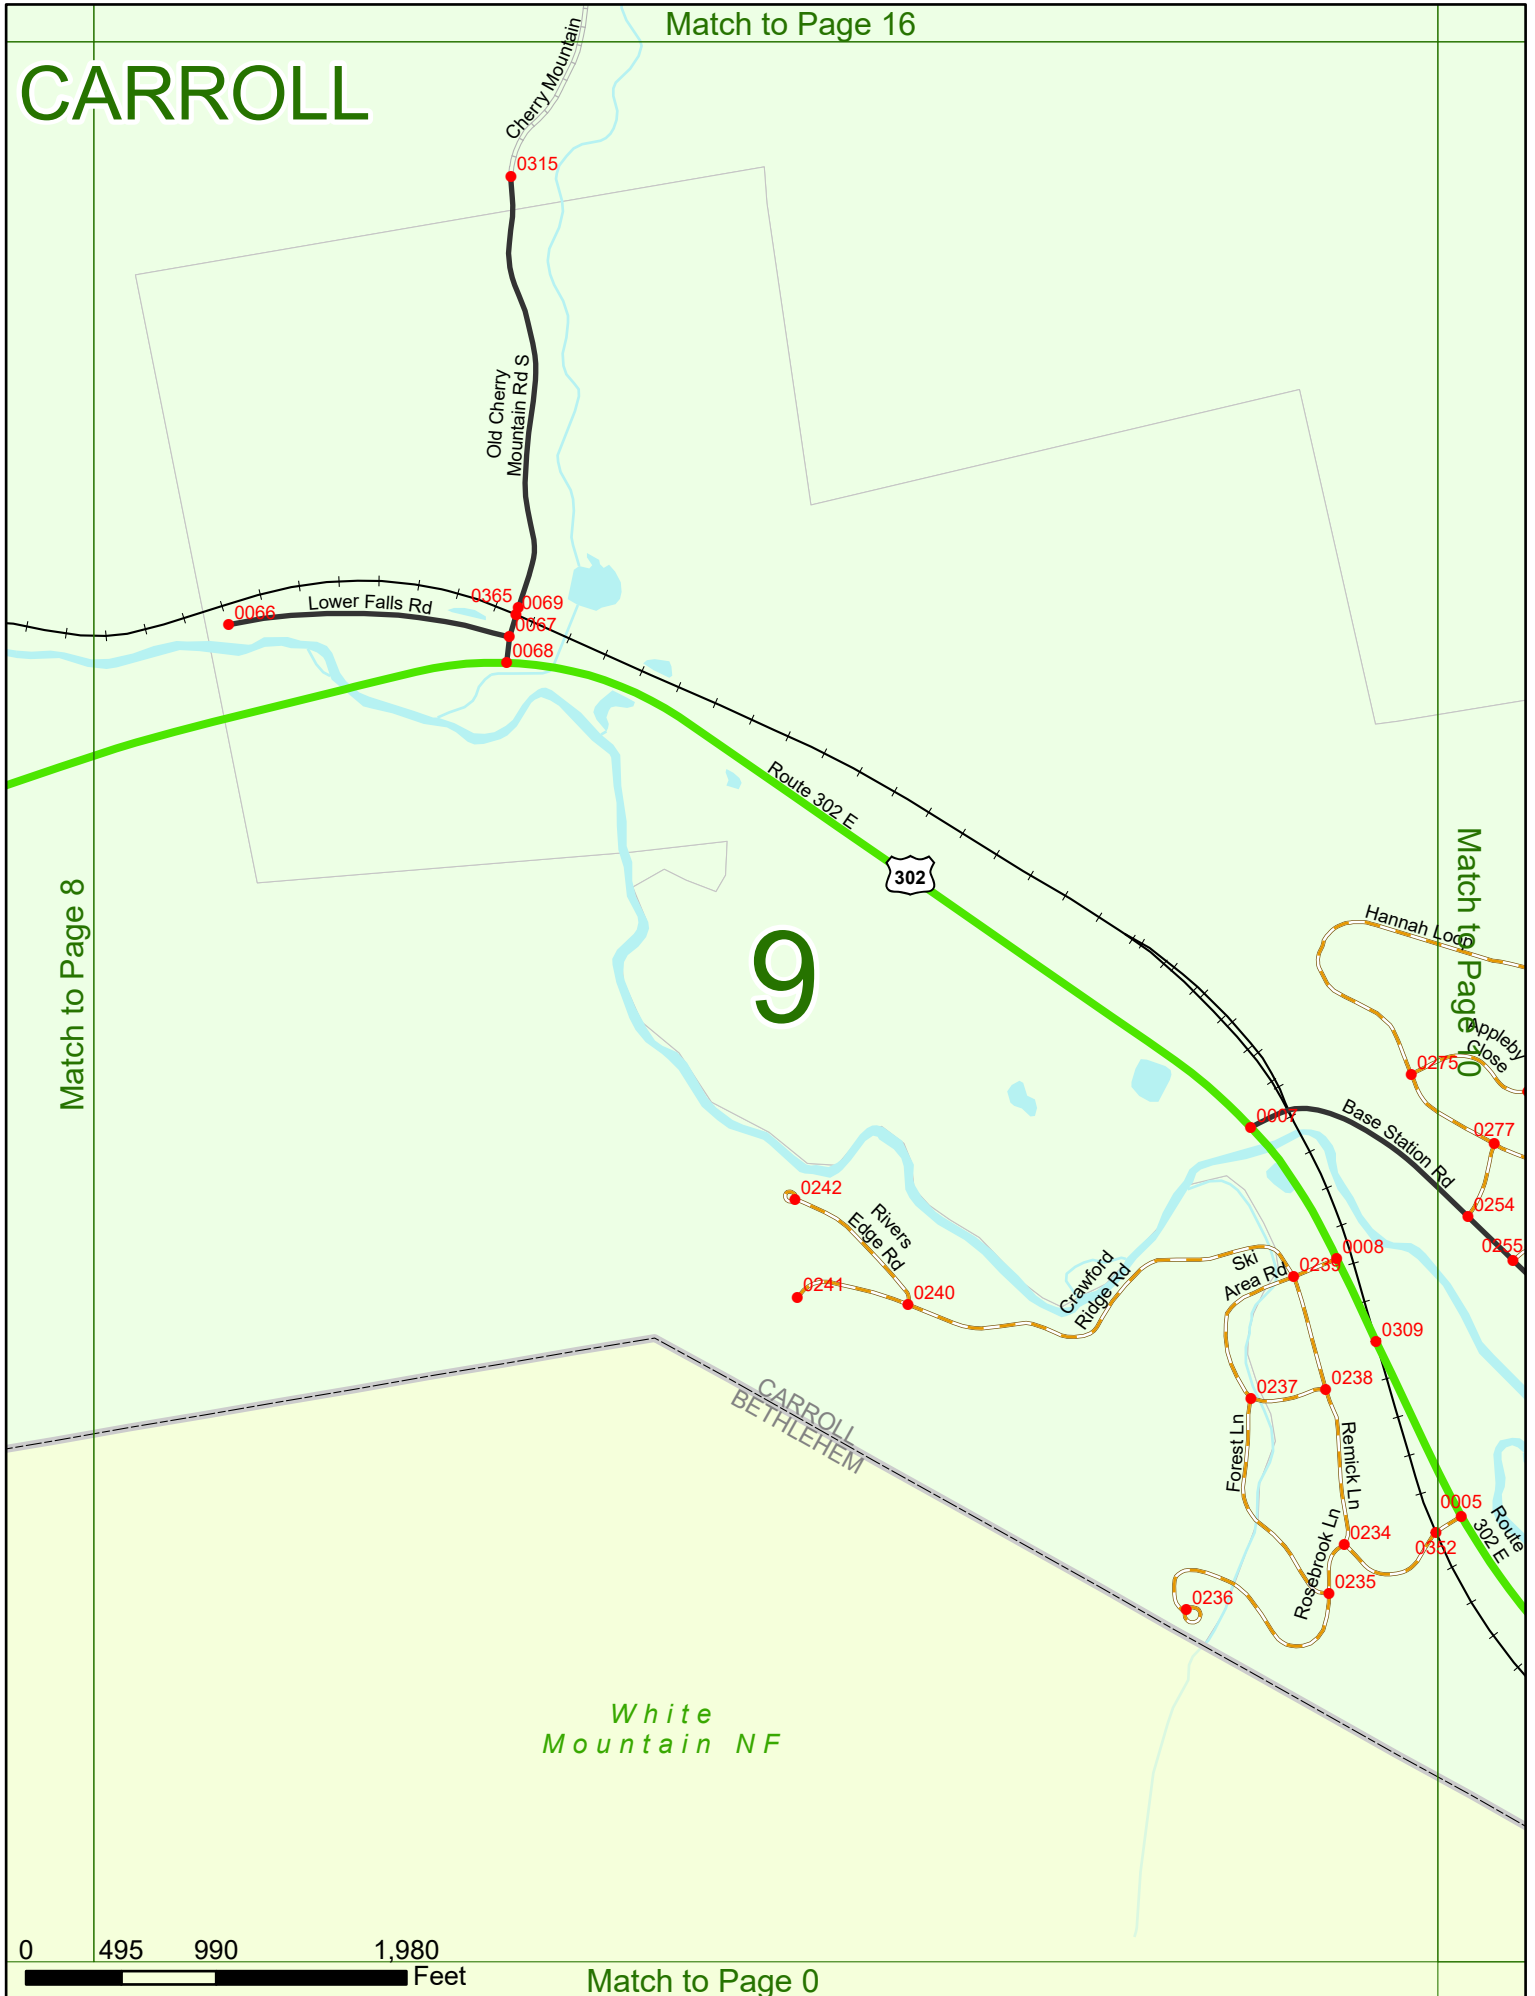 Match to Page 16
CARROLL
Cherry Mountain
0315
Old Cherry
Mountain Rd S
0365
0069
0066
Lower Falls Rd
0067
0068
Route 302 E
302
Match to Page 8
9
Match to Page 10
Hannah Loop
Appleby
Close
0275
0007
Base Station Rd
0277
0242
Rivers
Edge Rd
0254
0255
0008
Ski
Area Rd
0239
Crawford
Ridge Rd
0241
0240
0309
CARROLL
BETHLEHEM
0237
0238
Forest Ln
Remick Ln
0005
Route
302 E
0352
0234
Rosebrook Ln
0235
0236
White
Mountain NF
0 495 990 1,980
Feet
Match to Page 0